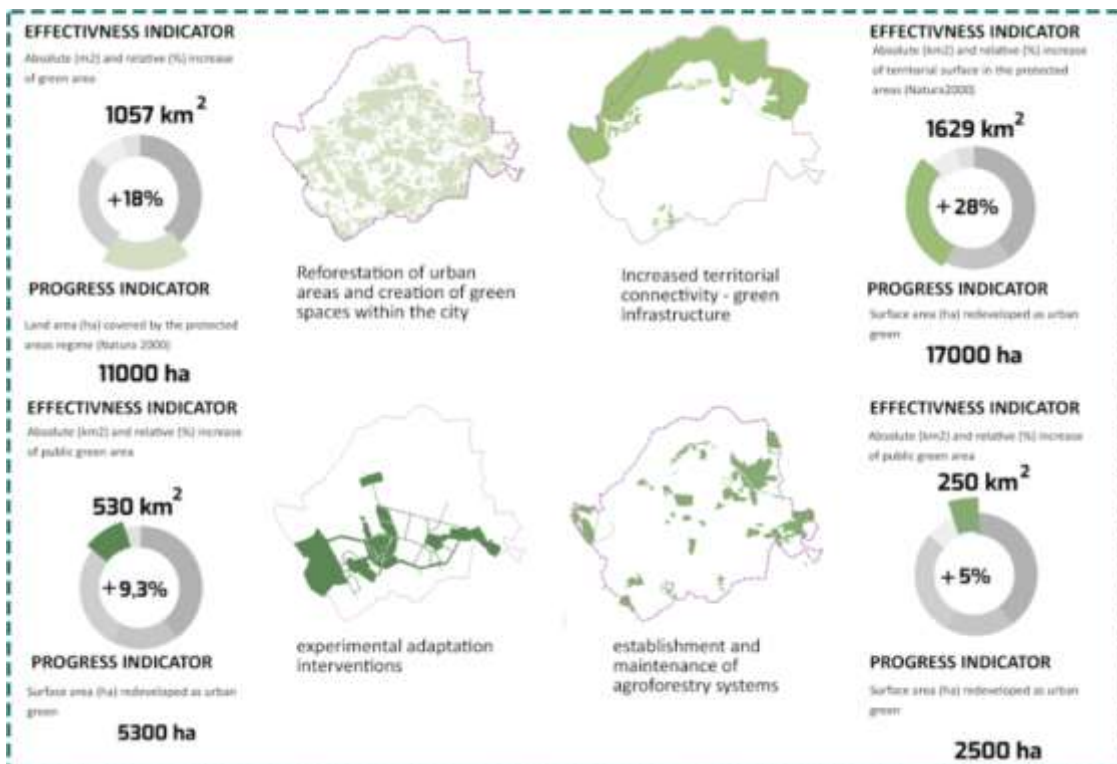 EFFECTIVNESS INDICATOR
Absolute (m2) and relative (%) increase
of green area
1057 km²
+18%
PROGRESS INDICATOR
Land area (ha) covered by the protected
areas regime (Natura 2000)
11000 ha
Reforestation of urban
areas and creation of green
spaces within the city
Increased territorial
connectivity - green
infrastructure
EFFECTIVNESS INDICATOR
Absolute (km2) and relative (%) increase
of territorial surface in the protected
areas (Natura2000)
1629 km²
+28%
PROGRESS INDICATOR
Surface area (ha) redeveloped as urban
green
17000 ha
EFFECTIVNESS INDICATOR
Absolute (km2) and relative (%) increase
of public green area
530 km²
+9,3%
PROGRESS INDICATOR
Surface area (ha) redeveloped as urban
green
5300 ha
experimental adaptation
interventions
establishment and
maintenance of
agroforestry systems
EFFECTIVNESS INDICATOR
Absolute (km2) and relative (%) increase
of public green area
250 km²
+5%
PROGRESS INDICATOR
Surface area (ha) redeveloped as urban
green
2500 ha